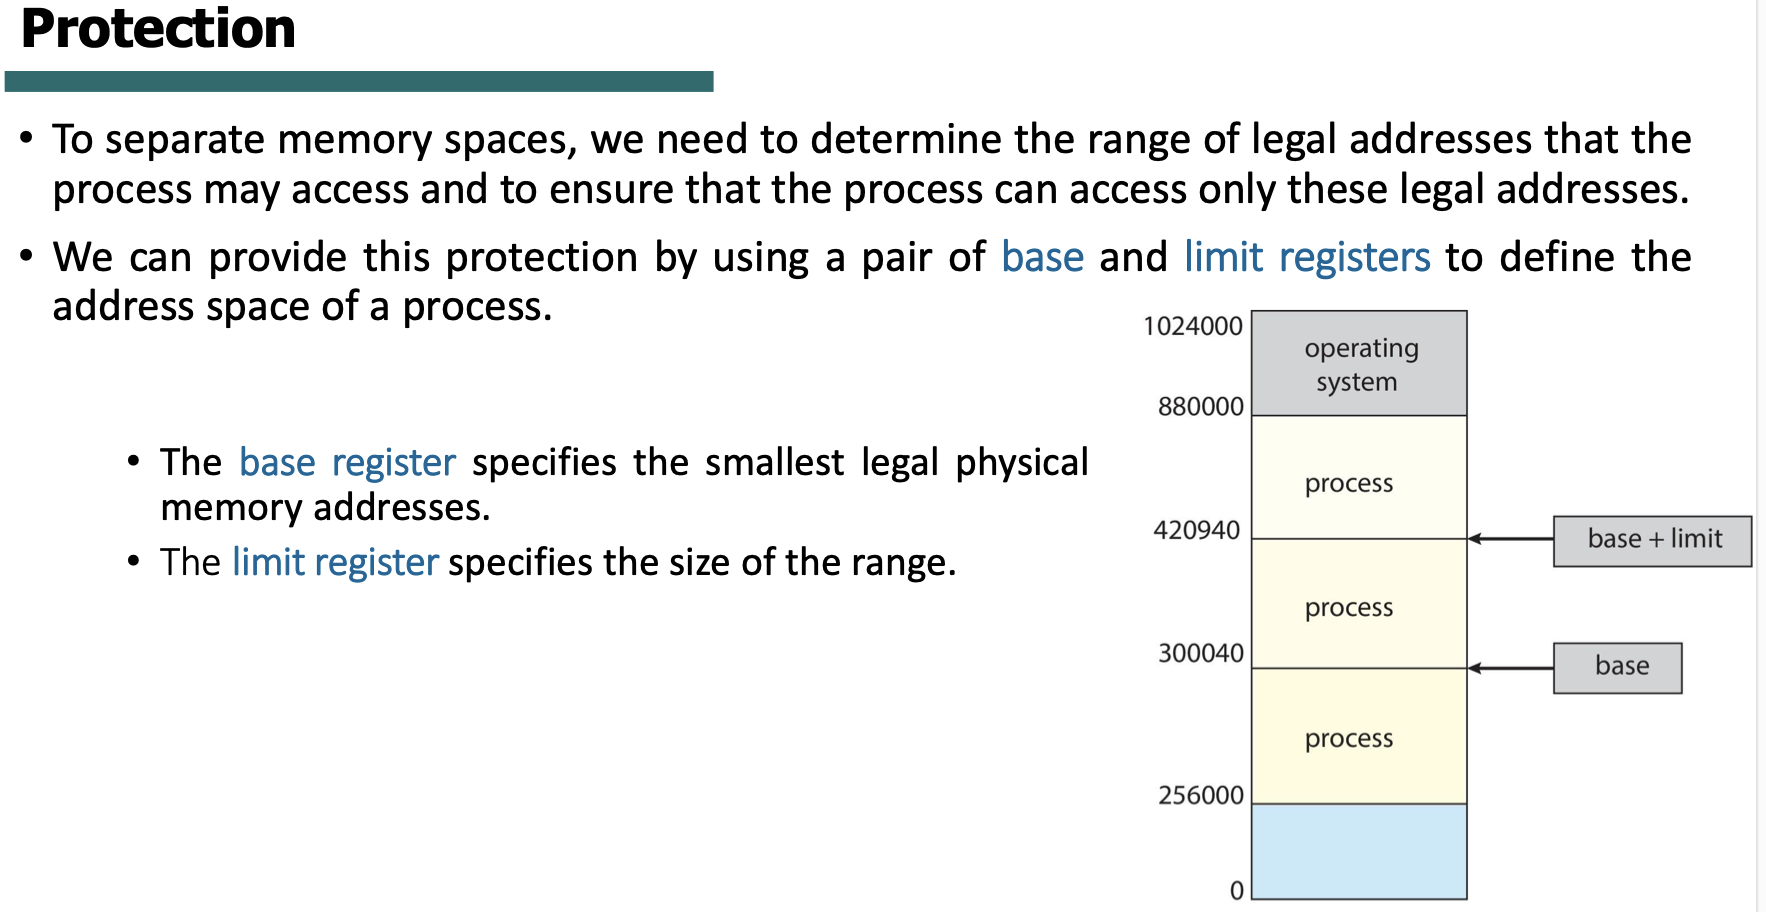 Protection
• To separate memory spaces, we need to determine the range of legal addresses that the
process may access and to ensure that the process can access only these legal addresses.
• We can provide this protection by using a pair of base and limit registers to define the
address space of a process.
• The base register specifies the smallest legal physical
memory addresses.
• The limit register specifies the size of the range.
1024000
operating
system
880000
process
420940
base + limit
process
300040
base
process
256000
0